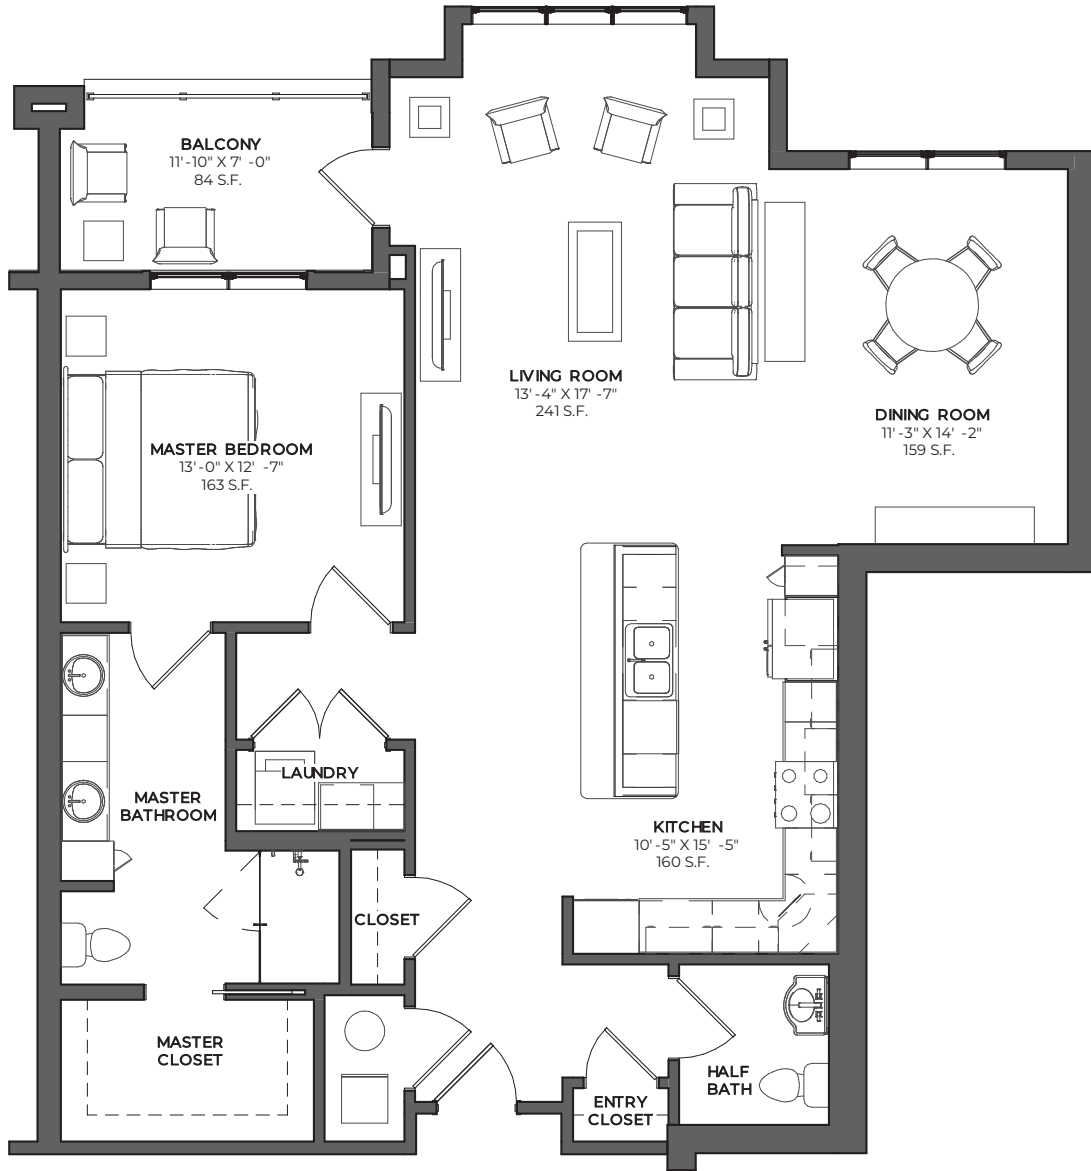 BALCONY
11'-10" X 7' -0"
84 S.F.
LIVING ROOM
13'-4" X 17' -7"
241 S.F.
DINING ROOM
11'-3" X 14' -2"
159 S.F.
MASTER BEDROOM
13'-0" X 12' -7"
163 S.F.
LAUNDRY
MASTER
BATHROOM
KITCHEN
10'-5" X 15' -5"
160 S.F.
CLOSET
MASTER
CLOSET
HALF
BATH
ENTRY
CLOSET